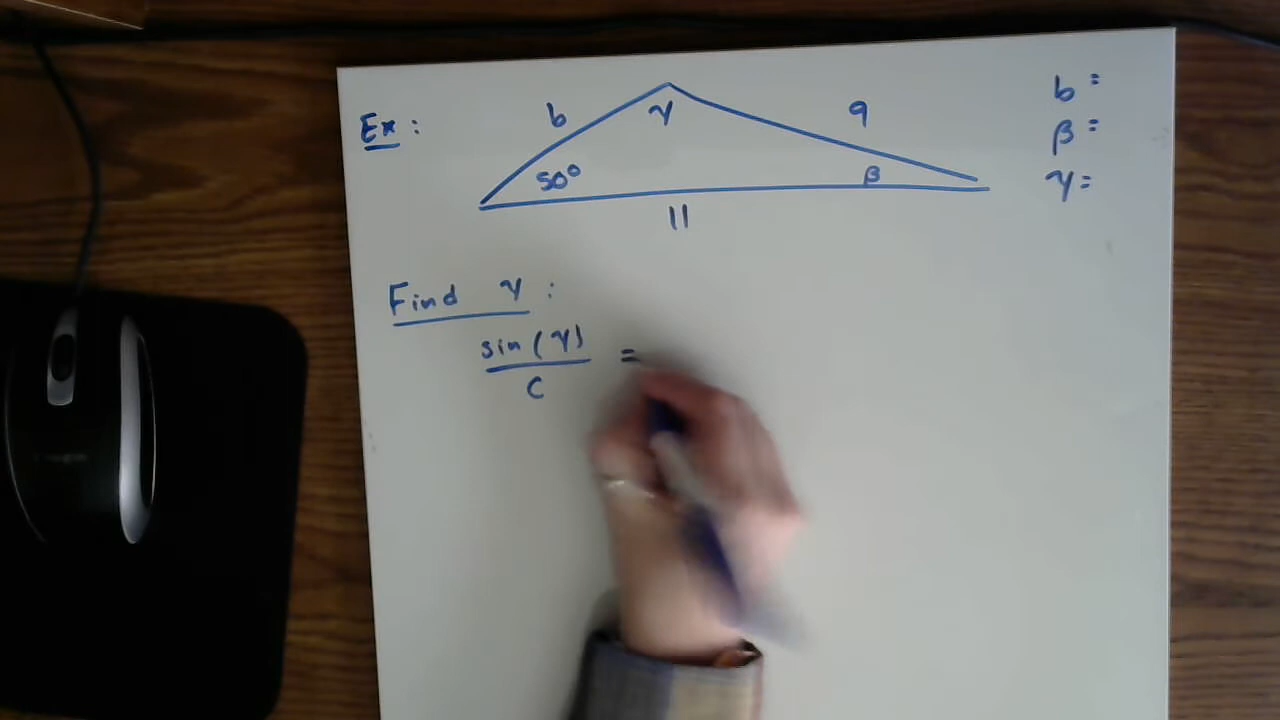 Ex:
b γ 9
50° β
11
b =
β =
γ =
Find γ:
sin(γ) =
c